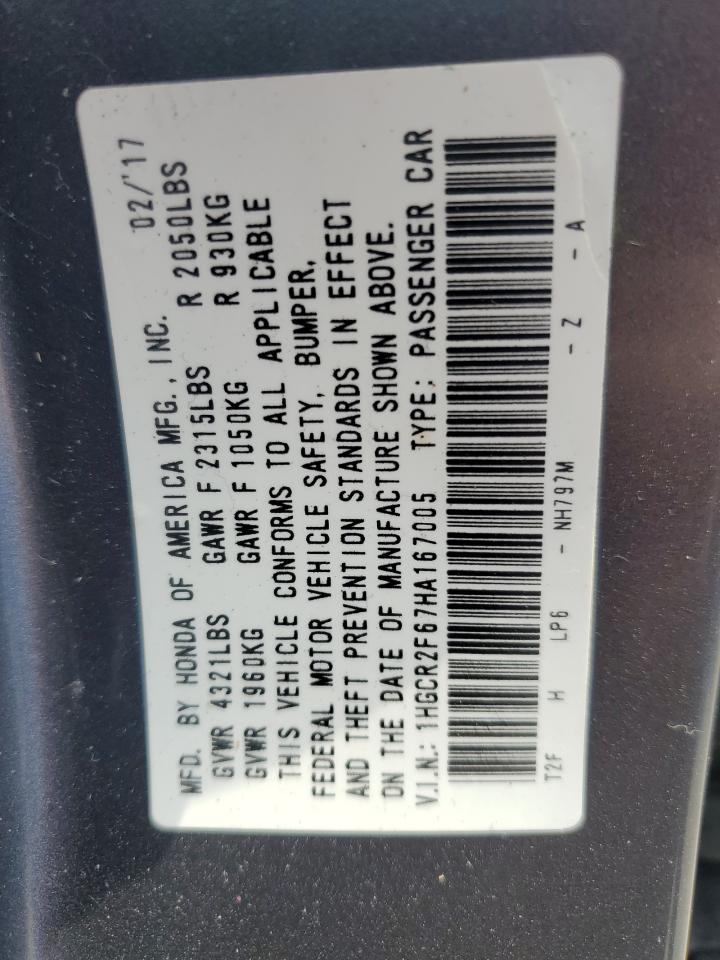 MFD. BY HONDA OF AMERICA MFG., INC. 02/'17
GVWR 4321LBS GAWR F 2315LBS R 2050LBS
GVWR 1960KG GAWR F 1050KG R 930KG
THIS VEHICLE CONFORMS TO ALL APPLICABLE
FEDERAL MOTOR VEHICLE SAFETY, BUMPER,
AND THEFT PREVENTION STANDARDS IN EFFECT
ON THE DATE OF MANUFACTURE SHOWN ABOVE.
V.I.N.: 1HGCR2F67HA167005 TYPE: PASSENGER CAR
T2F H LP6 - NH797M - Z - A